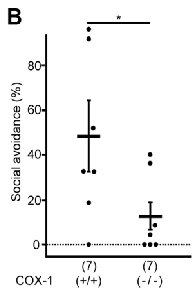 B
*
Social avoidance (%)
80
60
40
20
0
(7) (7)
COX-1 (+/+) (-/-)